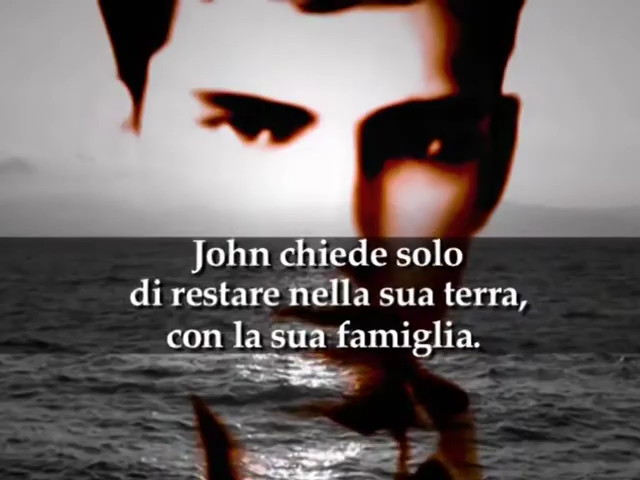 John chiede solo
di restare nella sua terra,
con la sua famiglia.